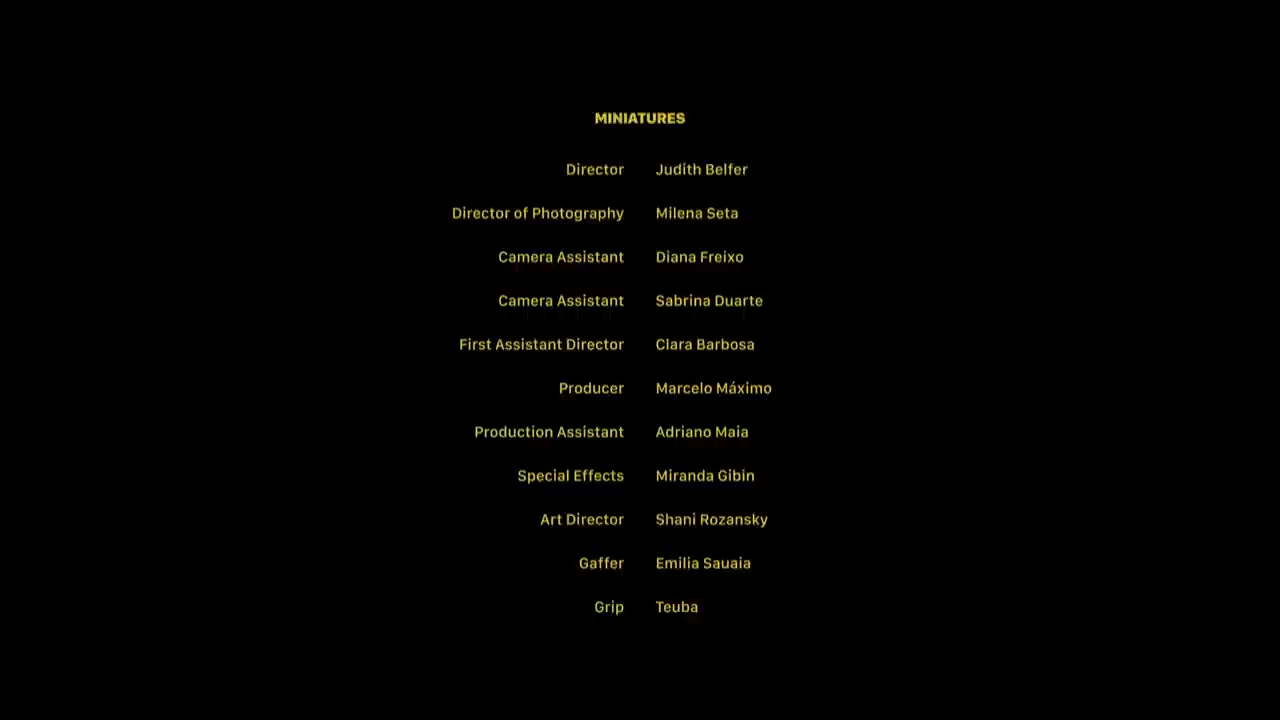 MINIATURES
Director Judith Belfer
Director of Photography Milena Seta
Camera Assistant Diana Freixo
Camera Assistant Sabrina Duarte
First Assistant Director Clara Barbosa
Producer Marcelo Máximo
Production Assistant Adriano Maia
Special Effects Miranda Gibin
Art Director Shani Rozansky
Gaffer Emilia Sauaia
Grip Teuba